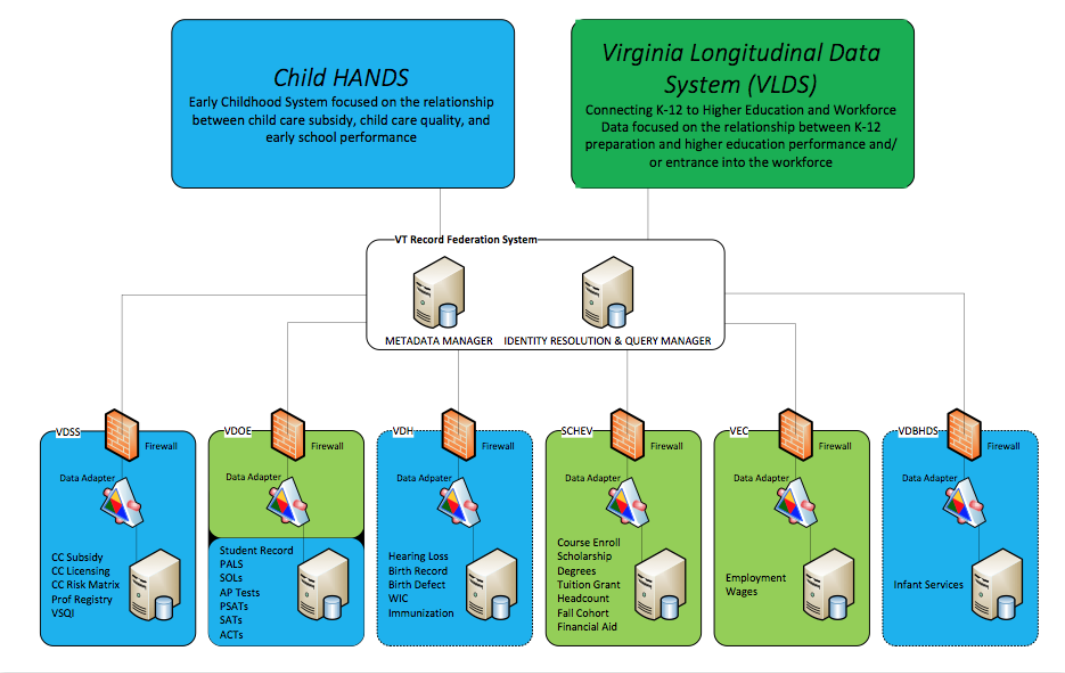 Child HANDS
Early Childhood System focused on the relationship
between child care subsidy, child care quality, and
early school performance
Virginia Longitudinal Data
System (VLDS)
Connecting K-12 to Higher Education and Workforce
Data focused on the relationship between K-12
preparation and higher education performance and/
or entrance into the workforce
VT Record Federation System
METADATA MANAGER
IDENTITY RESOLUTION & QUERY MANAGER
VDSS
Firewall
Data Adapter
CC Subsidy
CC Licensing
CC Risk Matrix
Prof Registry
VSQI
VDOE
Firewall
Data Adapter
Student Record
PALS
SOLs
AP Tests
PSATs
SATs
ACTs
VDH
Firewall
Data Adpater
Hearing Loss
Birth Record
Birth Defect
WIC
Immunization
SCHEV
Firewall
Data Adapter
Course Enroll
Scholarship
Degrees
Tuition Grant
Headcount
Fall Cohort
Financial Aid
VEC
Firewall
Data Adapter
Employment
Wages
VDBHDS
Firewall
Data Adapter
Infant Services